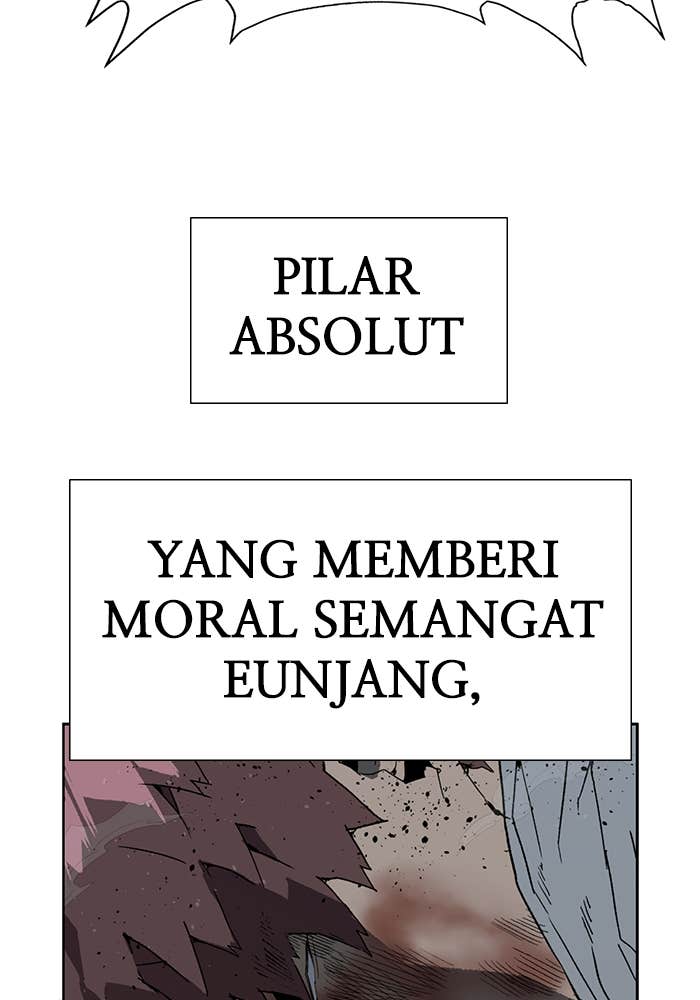 PILAR
ABSOLUT
YANG MEMBERI
MORAL SEMANGAT
EUNJANG,